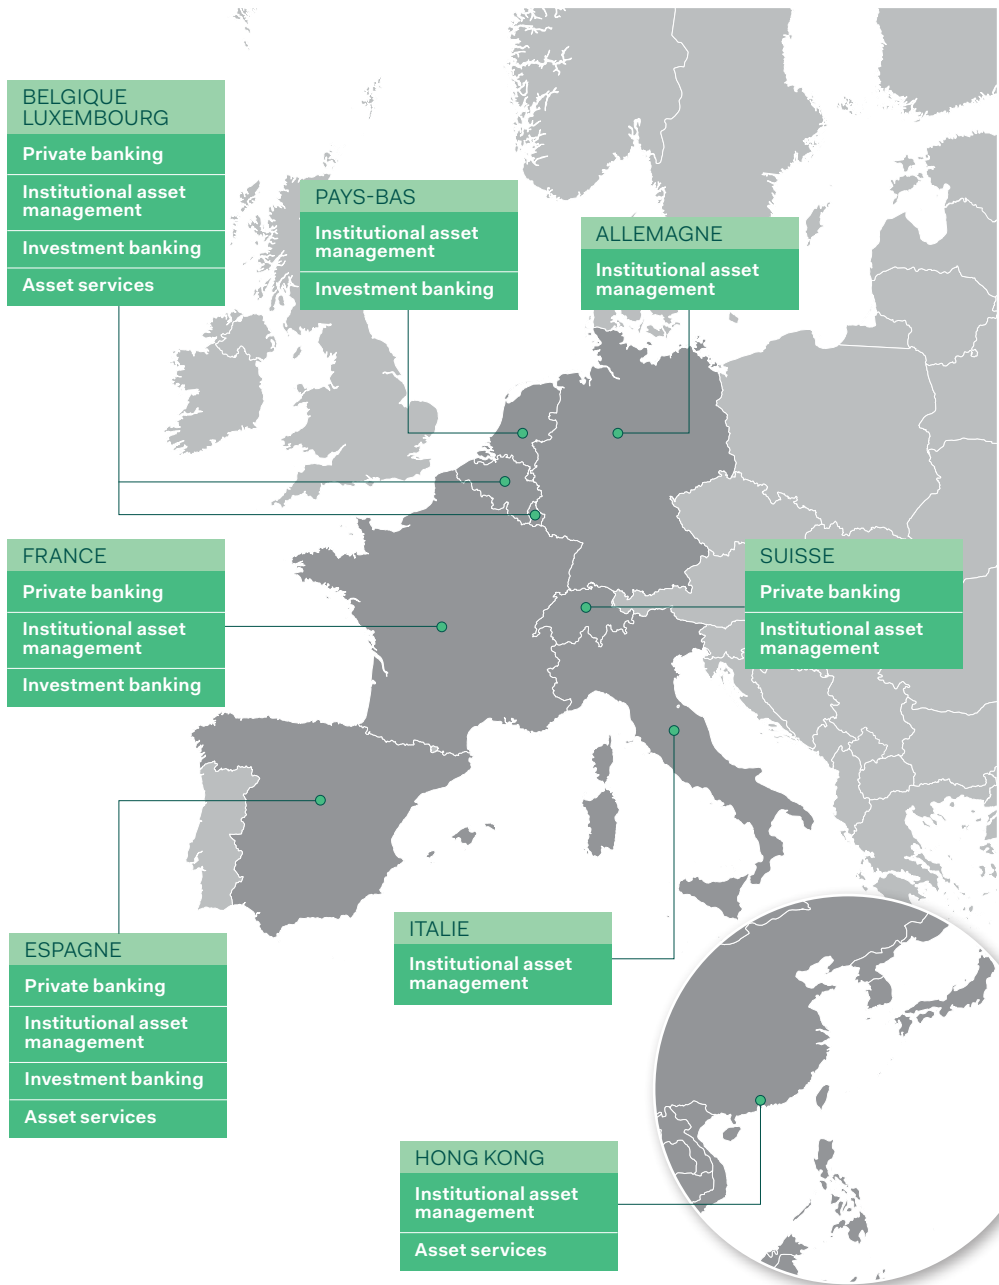 BELGIQUE
LUXEMBOURG
Private banking
Institutional asset
management
Investment banking
Asset services
PAYS-BAS
Institutional asset
management
Investment banking
ALLEMAGNE
Institutional asset
management
FRANCE
Private banking
Institutional asset
management
Investment banking
SUISSE
Private banking
Institutional asset
management
ESPAGNE
Private banking
Institutional asset
management
Investment banking
Asset services
ITALIE
Institutional asset
management
HONG KONG
Institutional asset
management
Asset services